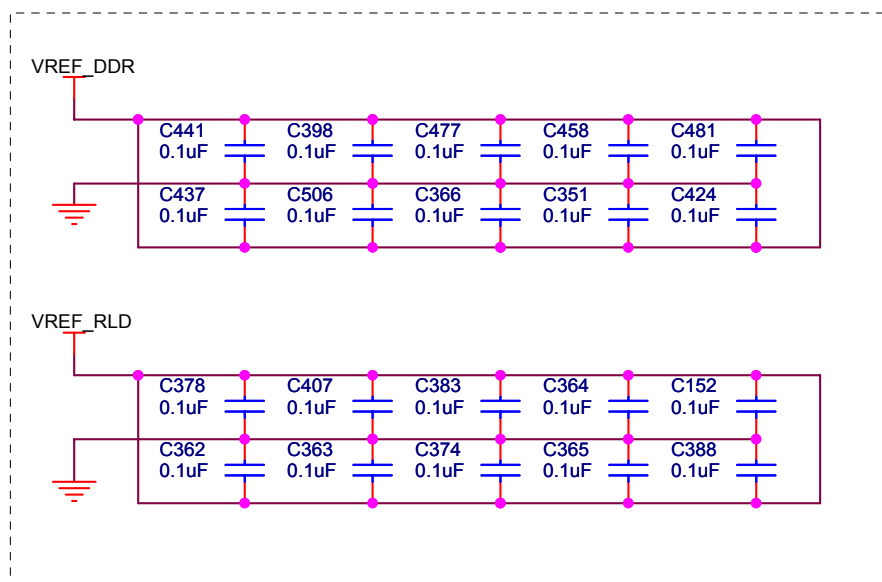 VREF_DDR
C441 C398 C477 C458 C481
0.1uF 0.1uF 0.1uF 0.1uF 0.1uF
C437 C506 C366 C351 C424
0.1uF 0.1uF 0.1uF 0.1uF 0.1uF
VREF_RLD
C378 C407 C383 C364 C152
0.1uF 0.1uF 0.1uF 0.1uF 0.1uF
C362 C363 C374 C365 C388
0.1uF 0.1uF 0.1uF 0.1uF 0.1uF